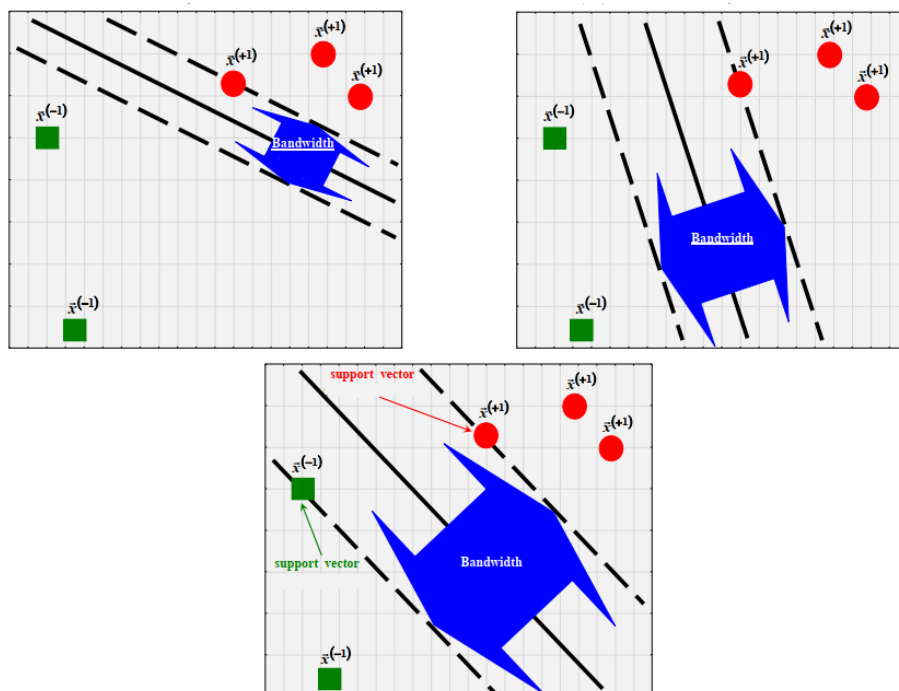 x⃗(+1)
x⃗(+1)
x⃗(+1)
x⃗(−1)
Bandwidth
x⃗(−1)
x⃗(+1)
x⃗(+1)
x⃗(+1)
x⃗(−1)
Bandwidth
x⃗(−1)
support vector
x⃗(+1)
x⃗(+1)
x⃗(+1)
x⃗(−1)
support vector
Bandwidth
x⃗(−1)